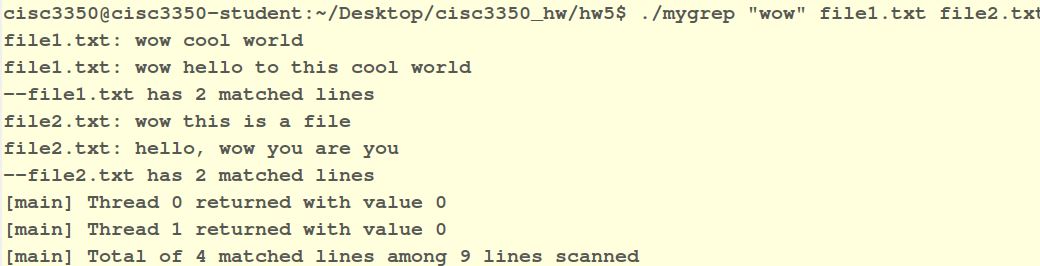 cisc3350@cisc3350-student:~/Desktop/cisc3350_hw/hw5$ ./mygrep "wow" file1.txt file2.txt
file1.txt: wow cool world
file1.txt: wow hello to this cool world
--file1.txt has 2 matched lines
file2.txt: wow this is a file
file2.txt: hello, wow you are you
--file2.txt has 2 matched lines
[main] Thread 0 returned with value 0
[main] Thread 1 returned with value 0
[main] Total of 4 matched lines among 9 lines scanned